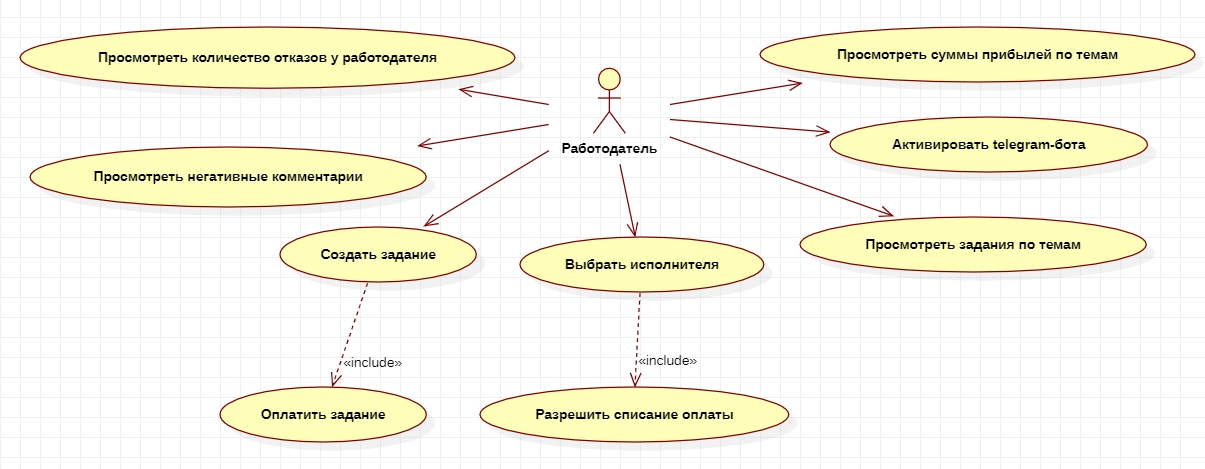 Просмотреть количество отказов у работодателя
Просмотреть суммы прибылей по темам
Работодатель
Активировать telegram-бота
Просмотреть негативные комментарии
Просмотреть задания по темам
Создать задание
Выбрать исполнителя
«include»
«include»
Оплатить задание
Разрешить списание оплаты